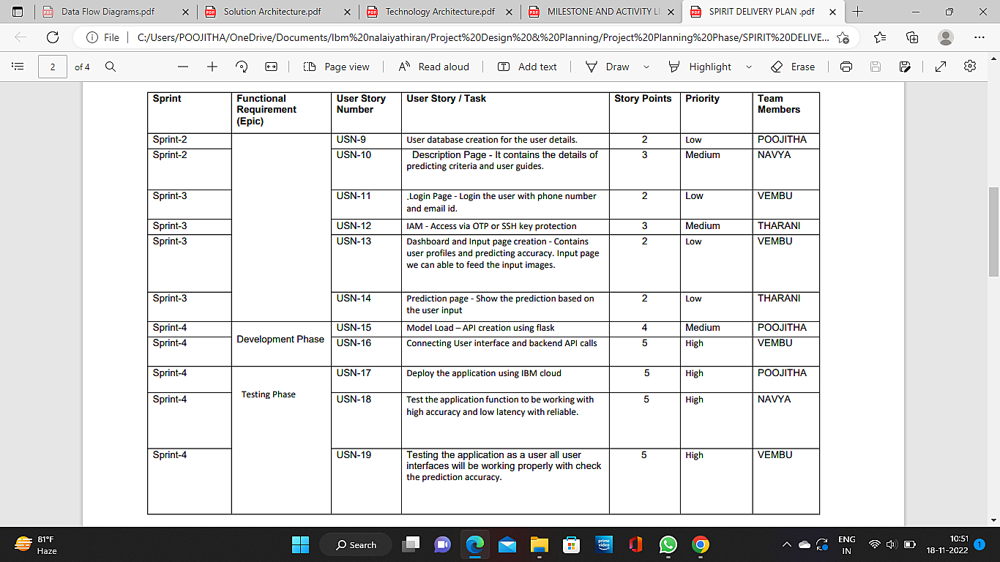 Data Flow Diagrams.pdf
Solution Architecture.pdf
Technology Architecture.pdf
MILESTONE AND ACTIVITY LI
SPIRIT DELIVERY PLAN .pdf
File
C:/Users/POOJITHA/OneDrive/Documents/Ibm%20nalaiyathiran/Project%20Design%20&%20Planning/Project%20Planning%20Phase/SPIRIT%20DELIVE...
2 of 4
Page view
Read aloud
Add text
Draw
Highlight
Erase
Sprint Functional Requirement (Epic) User Story Number User Story / Task Story Points Priority Team Members
Sprint-2 USN-9 User database creation for the user details. 2 Low POOJITHA
Sprint-2 USN-10 Description Page - It contains the details of 3 Medium NAVYA
predicting criteria and user guides.
Sprint-3 USN-11 .Login Page - Login the user with phone number 2 Low VEMBU
and email id.
Sprint-3 USN-12 IAM - Access via OTP or SSH key protection 3 Medium THARANI
Sprint-3 USN-13 Dashboard and Input page creation - Contains 2 Low VEMBU
user profiles and predicting accuracy. Input page
we can able to feed the input images.
Sprint-3 USN-14 Prediction page - Show the prediction based on 2 Low THARANI
the user input
Sprint-4 USN-15 Model Load – API creation using flask 4 Medium POOJITHA
Development Phase
Sprint-4 USN-16 Connecting User interface and backend API calls 5 High VEMBU
Sprint-4 USN-17 Deploy the application using IBM cloud 5 High POOJITHA
Testing Phase
Sprint-4 USN-18 Test the application function to be working with 5 High NAVYA
high accuracy and low latency with reliable.
Sprint-4 USN-19 Testing the application as a user all user 5 High VEMBU
interfaces will be working properly with check
the prediction accuracy.
81°F
Haze
Search
prime video
ENG
IN
10:51
18-11-2022
1